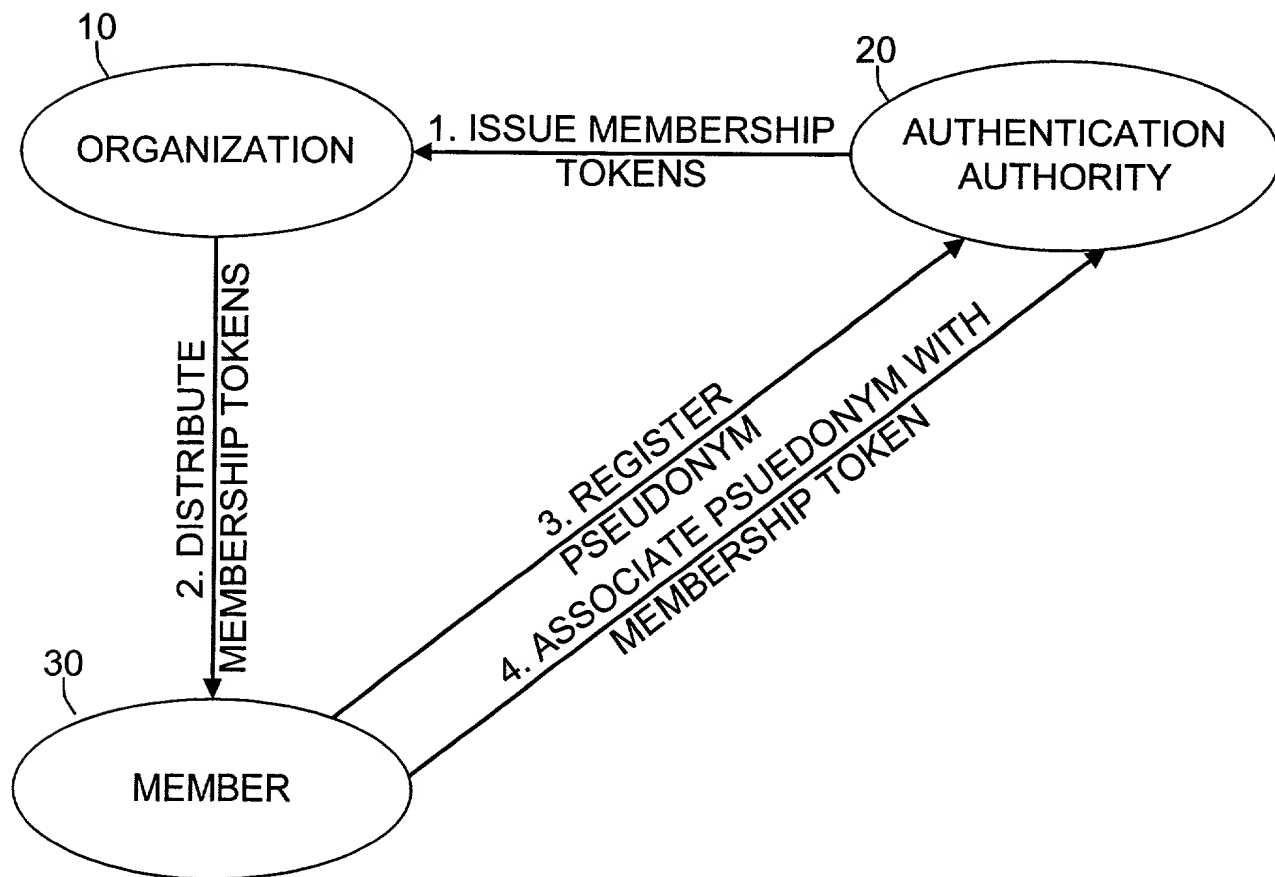 10
ORGANIZATION
20
AUTHENTICATION
AUTHORITY
1. ISSUE MEMBERSHIP
TOKENS
2. DISTRIBUTE
MEMBERSHIP TOKENS
3. REGISTER
PSEUDONYM
4. ASSOCIATE PSUEDONYM WITH
MEMBERSHIP TOKEN
30
MEMBER